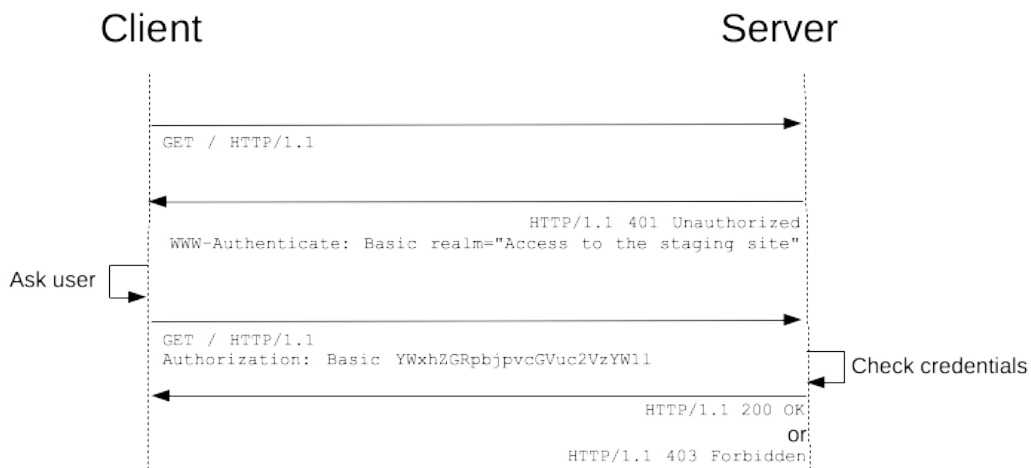 Client
Server
GET / HTTP/1.1
HTTP/1.1 401 Unauthorized
WWW-Authenticate: Basic realm="Access to the staging site"
Ask user
GET / HTTP/1.1
Authorization: Basic YWxhZGRpbjpvcGVuc2VzYW1l
Check credentials
HTTP/1.1 200 OK
or
HTTP/1.1 403 Forbidden